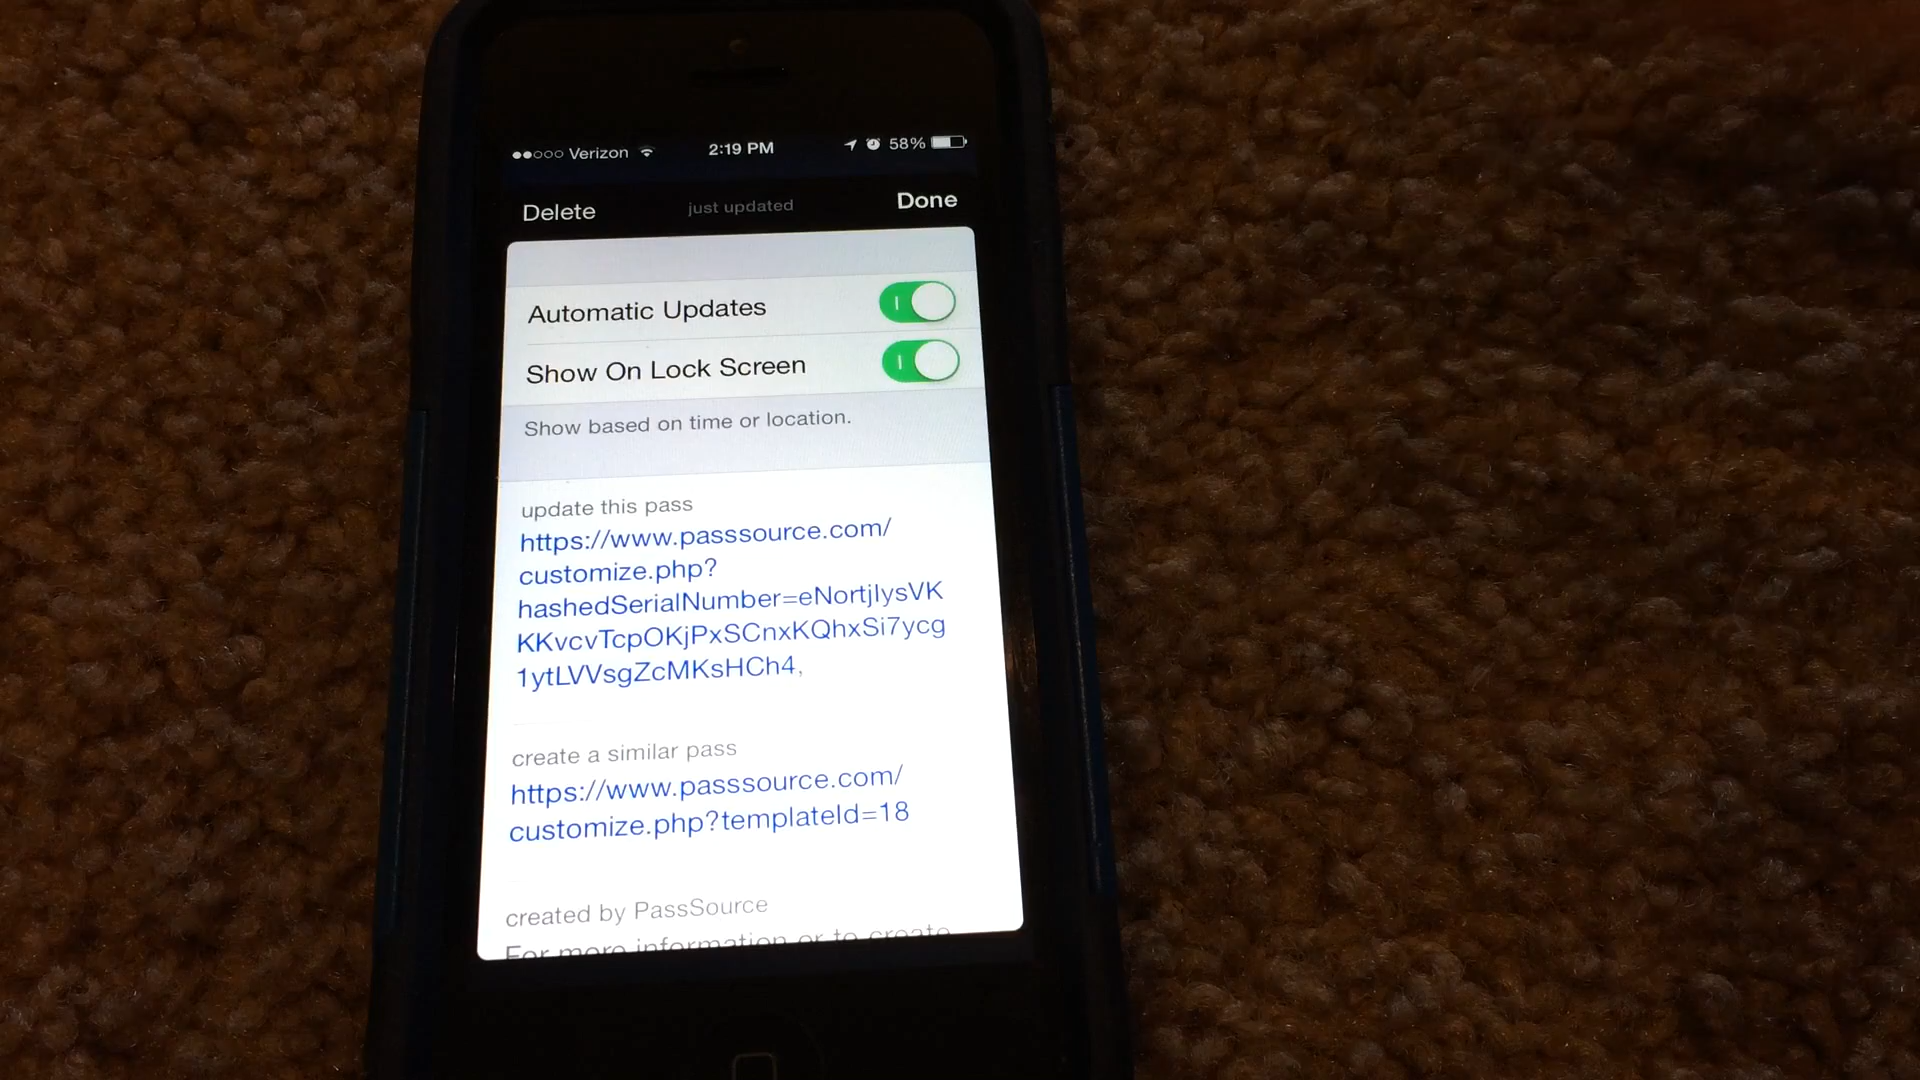 Verizon 2:19 PM 58%
Delete just updated Done
Automatic Updates
Show On Lock Screen
Show based on time or location.
update this pass
https://www.passsource.com/
customize.php?
hashedSerialNumber=eNortjIysVK
KKvcvTcpOKjPxSCnxKQhxSi7ycg
1ytLVVsgZcMKsHCh4,
create a similar pass
https://www.passsource.com/
customize.php?templateId=18
created by PassSource
For more information or to create